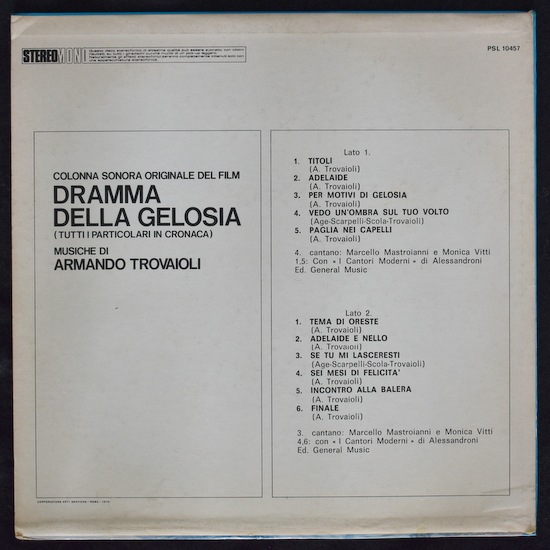 STEREOMONO
PSL 10457
COLONNA SONORA ORIGINALE DEL FILM
DRAMMA
DELLA GELOSIA
(TUTTI I PARTICOLARI IN CRONACA)
MUSICHE DI
ARMANDO TROVAIOLI
Lato 1.
1. TITOLI
(A. Trovaioli)
2. ADELAIDE
(A. Trovaioli)
3. PER MOTIVI DI GELOSIA
(A. Trovaioli)
4. VEDO UN'OMBRA SUL TUO VOLTO
(Age-Scarpelli-Scola-Trovaioli)
5. PAGLIA NEI CAPELLI
(A. Trovaioli)
4. cantano: Marcello Mastroianni e Monica Vitti
1,5: Con « I Cantori Moderni » di Alessandroni
Ed. General Music
Lato 2.
1. TEMA DI ORESTE
(A. Trovaioli)
2. ADELAIDE E NELLO
(A. Trovaioli)
3. SE TU MI LASCERESTI
(Age-Scarpelli-Scola-Trovaioli)
4. SEI MESI DI FELICITA'
(A. Trovaioli)
5. INCONTRO ALLA BALERA
(A. Trovaioli)
6. FINALE
(A. Trovaioli)
3. cantano: Marcello Mastroianni e Monica Vitti
4,6: con « I Cantori Moderni » di Alessandroni
Ed. General Music